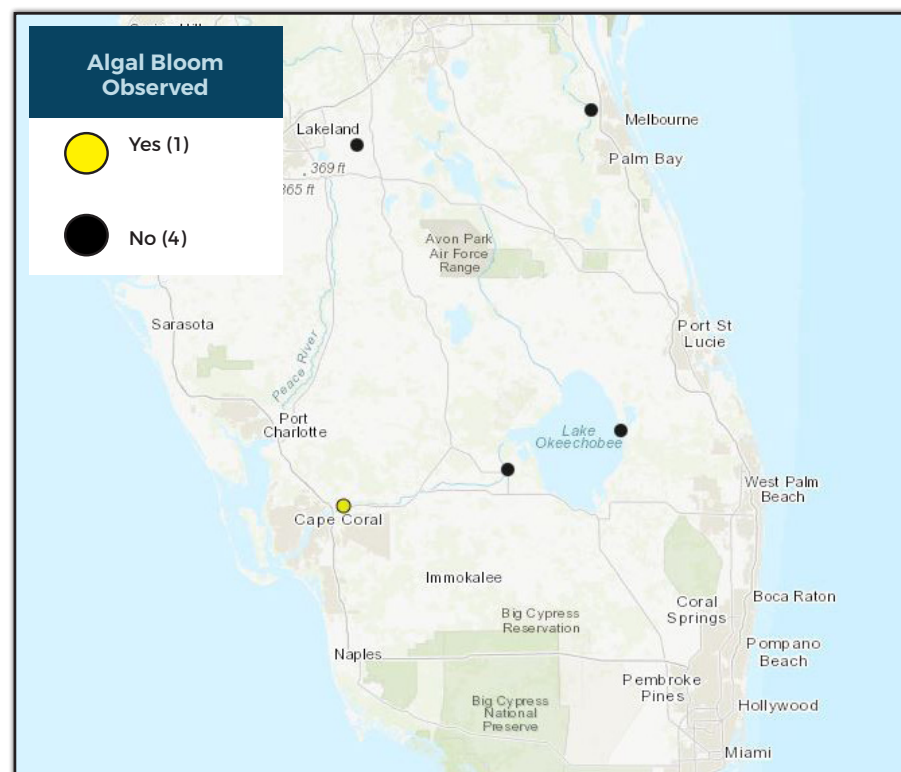 Algal Bloom
Observed
Yes (1)
No (4)
Lakeland
369 ft
365 ft
Melbourne
Palm Bay
Avon Park
Air Force
Range
Sarasota
Peace River
Port St
Lucie
Port
Charlotte
Lake
Okeechobee
West Palm
Beach
Cape Coral
Immokalee
Coral
Springs
Boca Raton
Big Cypress
Reservation
Naples
Pompano
Beach
Pembroke
Pines
Big Cypress
National
Preserve
Hollywood
Miami